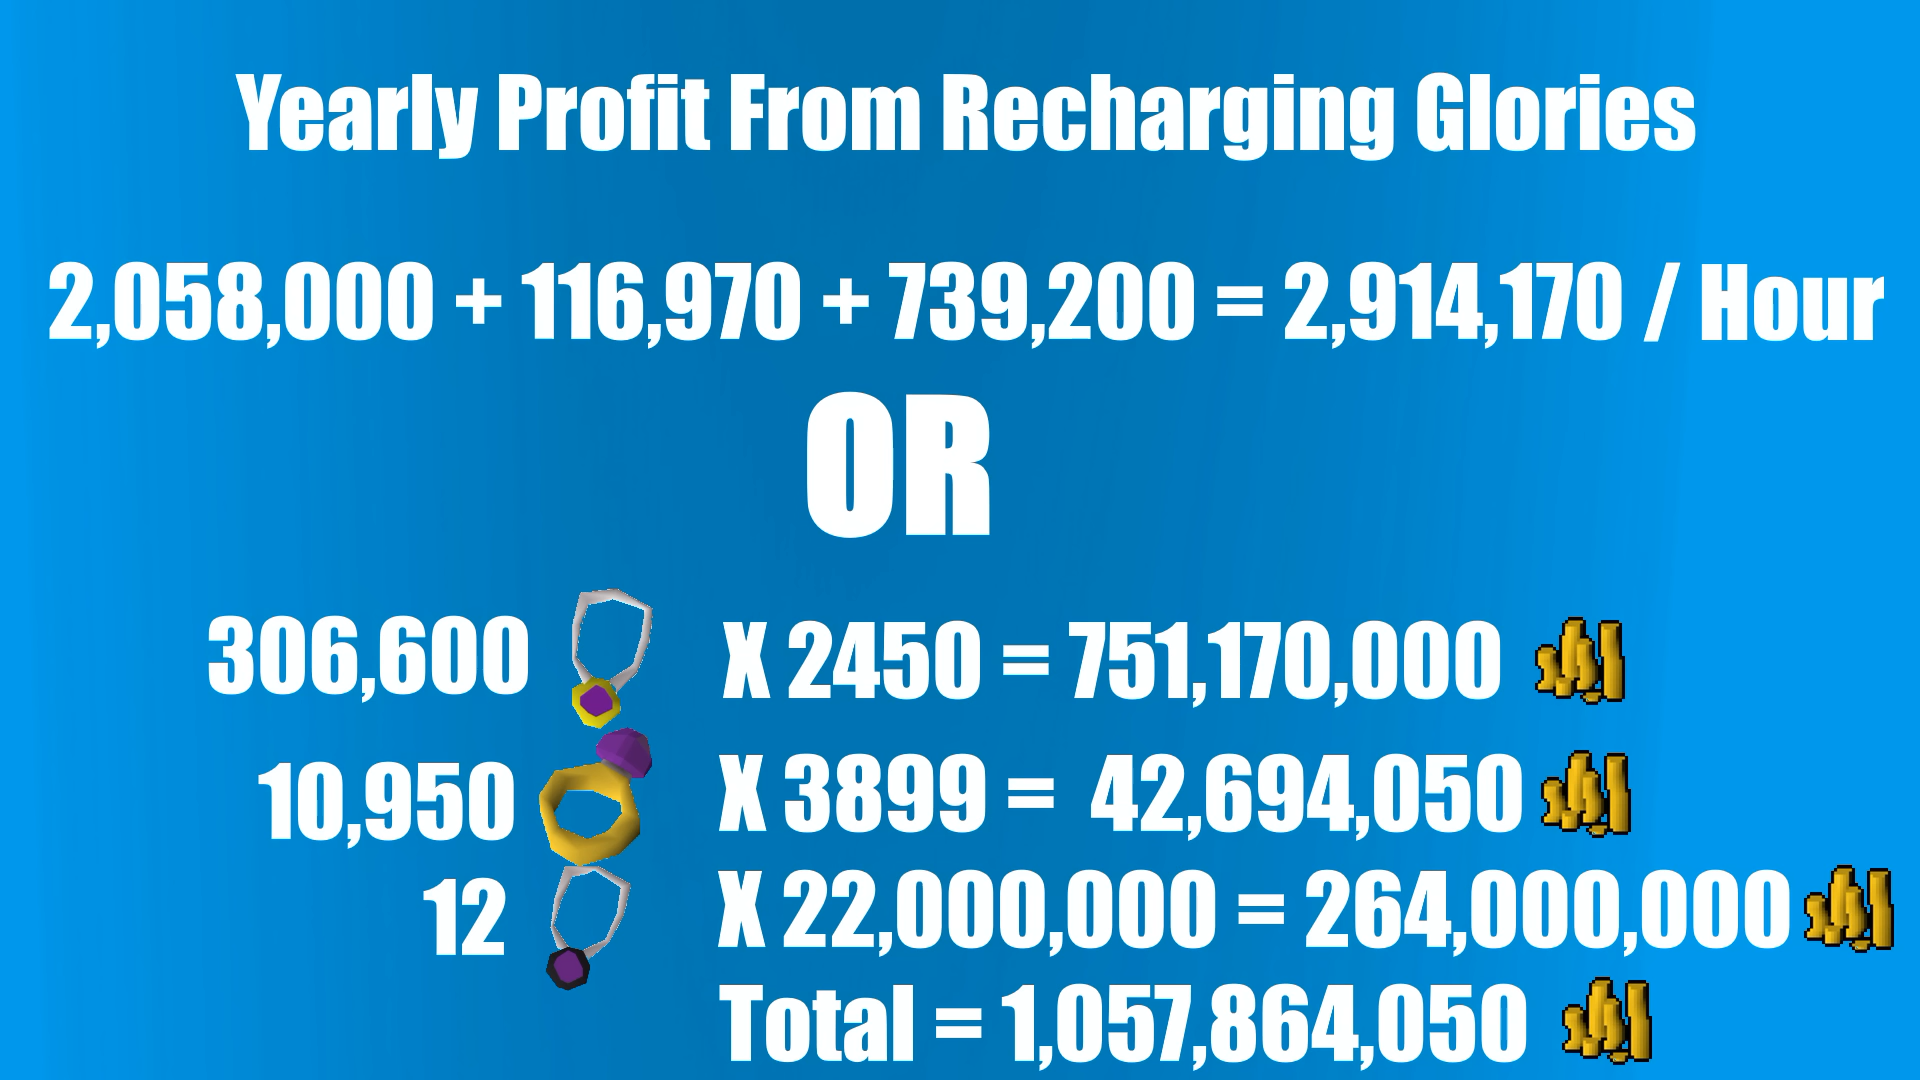 Yearly Profit From Recharging Glories
2,058,000 + 116,970 + 739,200 = 2,914,170 / Hour
OR
306,600 X 2450 = 751,170,000
10,950 X 3899 = 42,694,050
12 X 22,000,000 = 264,000,000
Total = 1,057,864,050